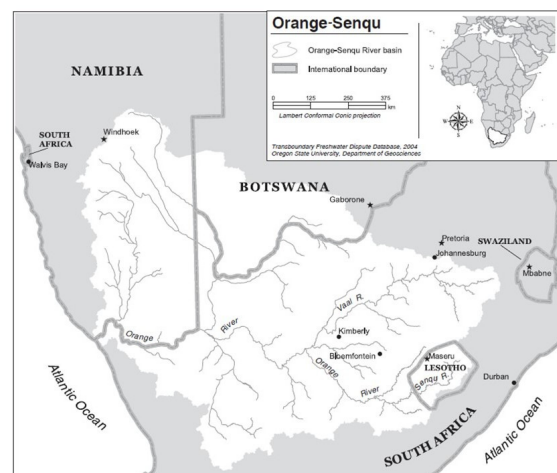 Orange-Senqu
Orange-Senqu River basin
International boundary
0 125 250 375
km
Lambert Conformal Conic projection
N
W E
S
Transboundary Freshwater Dispute Database, 2004
Oregon State University, Department of Geosciences
NAMIBIA
SOUTH
AFRICA
Windhoek
Walvis Bay
BOTSWANA
Gaborone
Pretoria
Johannesburg
SWAZILAND
Mbabne
Vaal R.
River
Orange
Kimberly
Bloemfontein
Orange
River
Maseru
LESOTHO
Senqu R.
Durban
SOUTH AFRICA
Atlantic Ocean
Atlantic Ocean